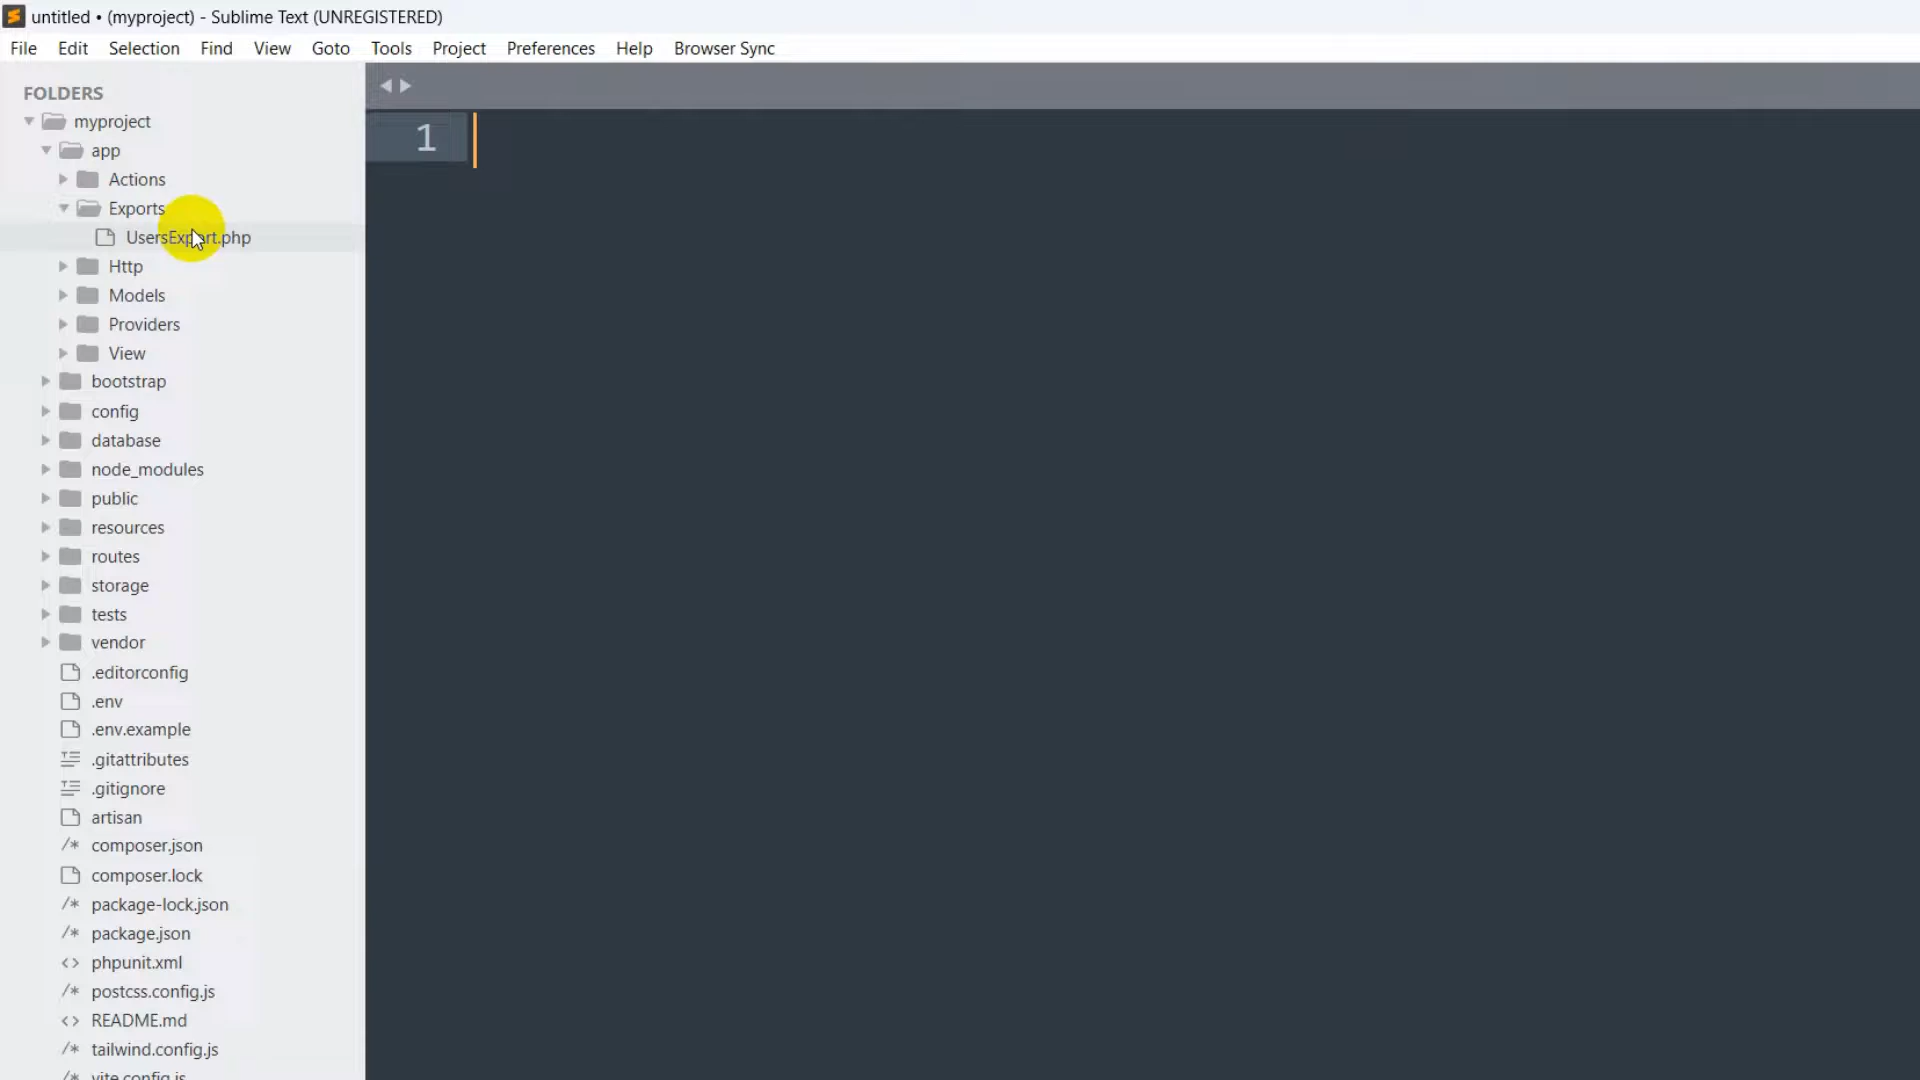 untitled • (myproject) - Sublime Text (UNREGISTERED)
File Edit Selection Find View Goto Tools Project Preferences Help Browser Sync
FOLDERS
myproject
app
Actions
Exports
UsersExport.php
Http
Models
Providers
View
bootstrap
config
database
node_modules
public
resources
routes
storage
tests
vendor
.editorconfig
.env
.env.example
.gitattributes
.gitignore
artisan
/* composer.json
composer.lock
/* package-lock.json
/* package.json
<> phpunit.xml
/* postcss.config.js
<> README.md
/* tailwind.config.js
/* vite.config.js
1